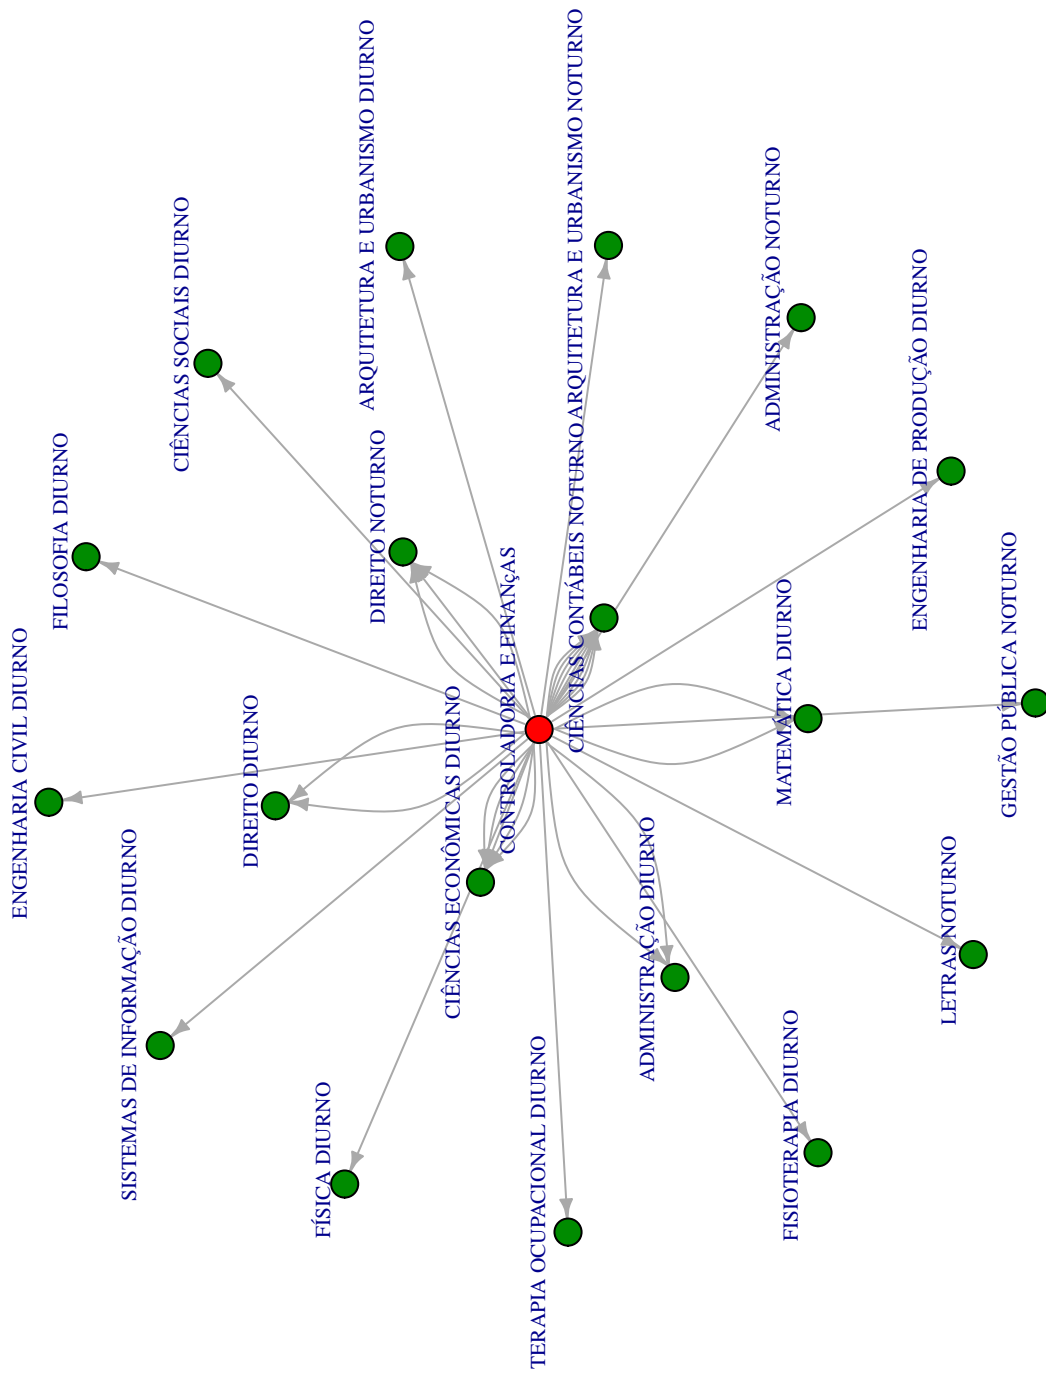 ENGENHARIA CIVIL DIURNO
FILOSOFIA DIURNO
SISTEMAS DE INFORMAÇÃO DIURNO
CIÊNCIAS SOCIAIS DIURNO
DIREITO DIURNO
FÍSICA DIURNO
ARQUITETURA E URBANISMO DIURNO
DIREITO NOTURNO
CIÊNCIAS ECONÔMICAS DIURNO
CONTROLADORIA E FINANçAS
TERAPIA OCUPACIONAL DIURNO
ARQUITETURA E URBANISMO NOTURNO
CIÊNCIAS CONTÁBEIS NOTURNO
ADMINISTRAÇÃO DIURNO
ADMINISTRAÇÃO NOTURNO
MATEMÁTICA DIURNO
FISIOTERAPIA DIURNO
ENGENHARIA DE PRODUÇÃO DIURNO
LETRAS NOTURNO
GESTÃO PÚBLICA NOTURNO